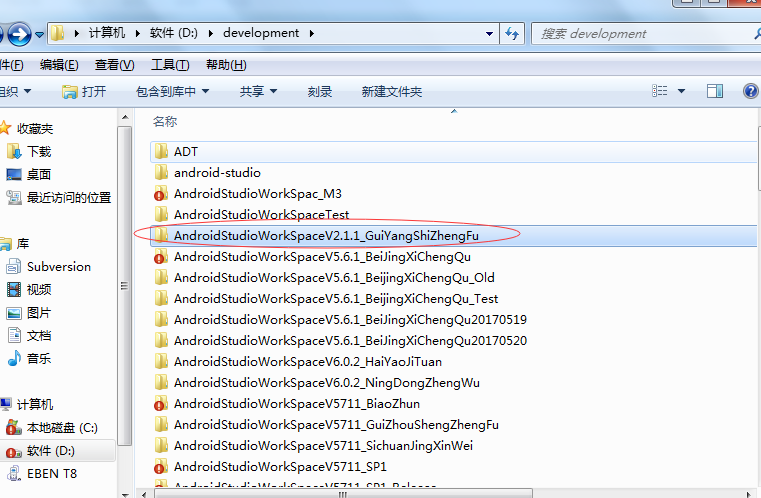 计算机 软件 (D:) development 搜索 development
件(F) 编辑(E) 查看(V) 工具(T) 帮助(H)
组织 打开 包含到库中 共享 刻录 新建文件夹
名称
收藏夹
下载
桌面
最近访问的位置
库
Subversion
视频
图片
文档
音乐
计算机
本地磁盘 (C:)
软件 (D:)
EBEN T8
ADT
android-studio
AndroidStudioWorkSpac_M3
AndroidStudioWorkSpaceTest
AndroidStudioWorkSpaceV2.1.1_GuiYangShiZhengFu
AndroidStudioWorkSpaceV5.6.1_BeiJingXiChengQu
AndroidStudioWorkSpaceV5.6.1_BeijingXiChengQu_Old
AndroidStudioWorkSpaceV5.6.1_BeijingXiChengQu_Test
AndroidStudioWorkSpaceV5.6.1_BeiJingXiChengQu20170519
AndroidStudioWorkSpaceV5.6.1_BeiJingXiChengQu20170520
AndroidStudioWorkSpaceV6.0.2_HaiYaoJiTuan
AndroidStudioWorkSpaceV6.0.2_NingDongZhengWu
AndroidStudioWorkSpaceV5711_BiaoZhun
AndroidStudioWorkSpaceV5711_GuiZhouShengZhengFu
AndroidStudioWorkSpaceV5711_SichuanJingXinWei
AndroidStudioWorkSpaceV5711_SP1
AndroidStudioWorkSpaceV5711_SP1_Release